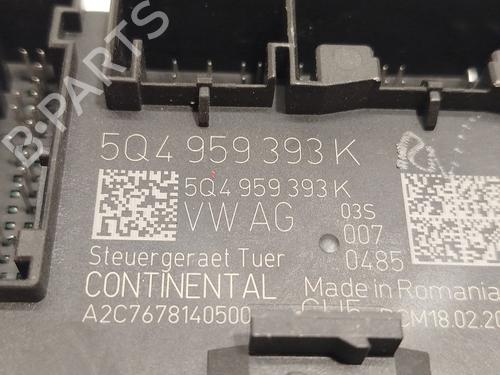 5Q4 959 393 K
5Q4 959 393 K
VW AG 03S
007
Steuergeraet Tuer 0485
CONTINENTAL Made in Romania
A2C7678140500
B-PARTS